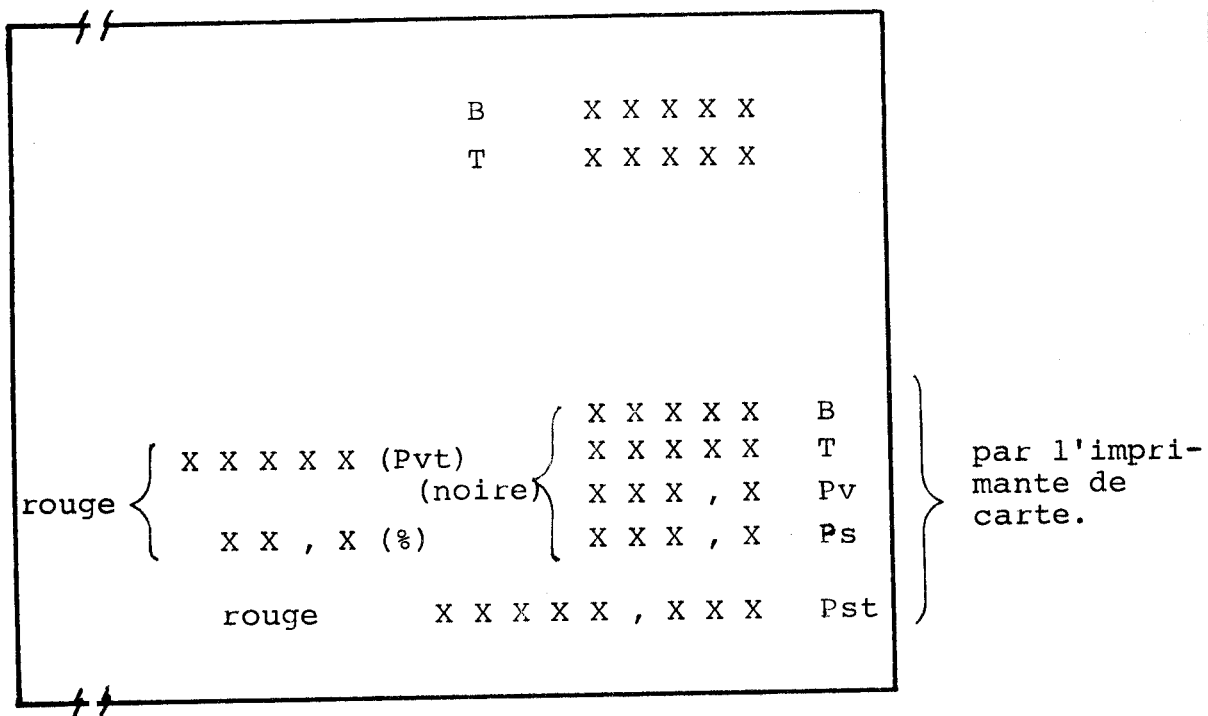 B X X X X X
T X X X X X
X X X X X B
X X X X X T
X X X X X (Pvt)
(noire) X X X , X Pv
rouge
X X , X (%) X X X , X Ps
rouge X X X X X , X X X Pst
par l'impri-
mante de
carte.